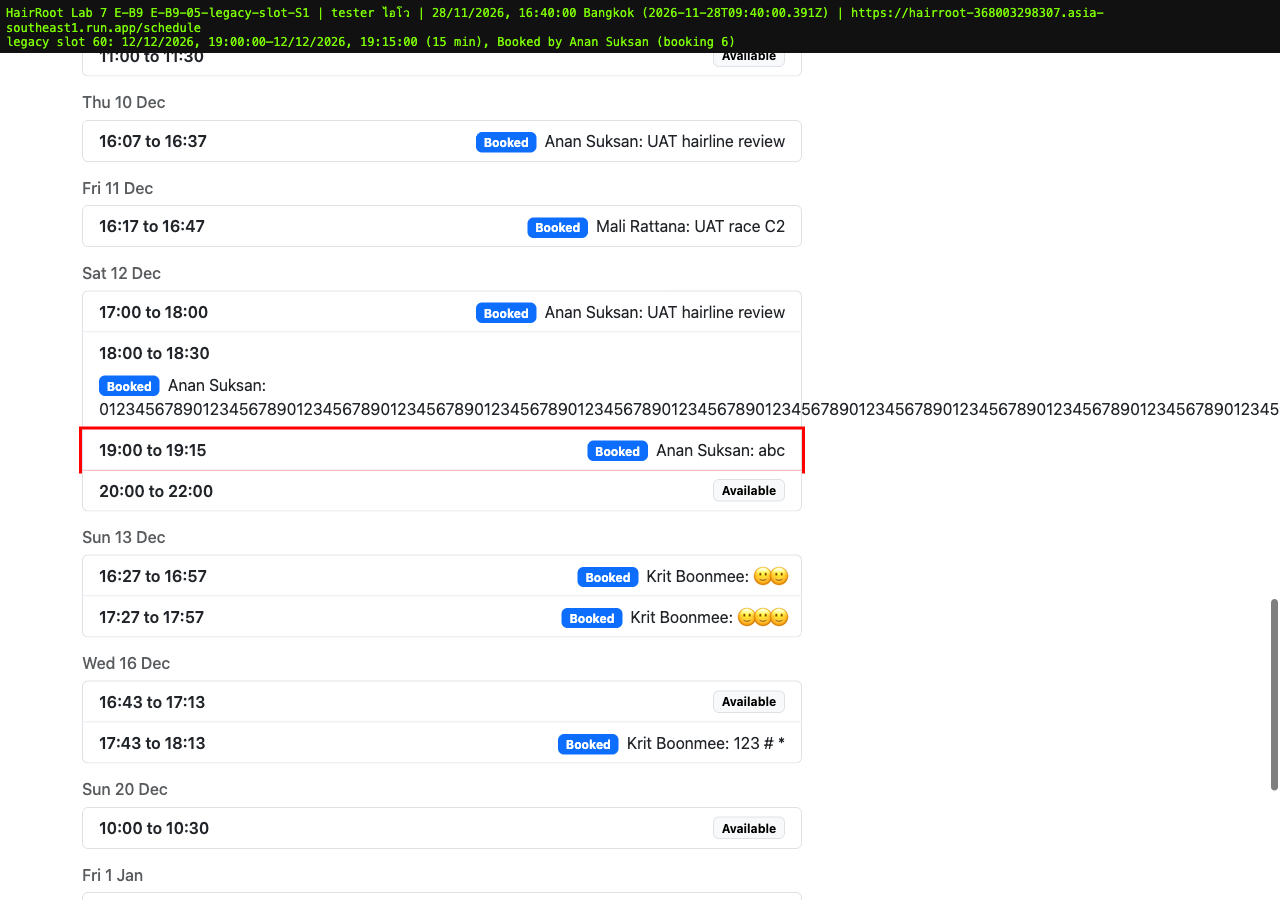 HairRoot Lab 7 E-B9 E-B9-05-legacy-slot-S1 | tester ไอโว | 28/11/2026, 16:40:00 Bangkok (2026-11-28T09:40:00.391Z) | https://hairroot-368003298307.asia-
southeast1.run.app/schedule
legacy slot 60: 12/12/2026, 19:00:00–12/12/2026, 19:15:00 (15 min), Booked by Anan Suksan (booking 6)
11:00 to 11:30 Available
Thu 10 Dec
16:07 to 16:37 Booked Anan Suksan: UAT hairline review
Fri 11 Dec
16:17 to 16:47 Booked Mali Rattana: UAT race C2
Sat 12 Dec
17:00 to 18:00 Booked Anan Suksan: UAT hairline review
18:00 to 18:30
Booked Anan Suksan:
0123456789012345678901234567890123456789012345678901234567890123456789012345678901234567890123456789012345678901234567890123456789012345
19:00 to 19:15 Booked Anan Suksan: abc
20:00 to 22:00 Available
Sun 13 Dec
16:27 to 16:57 Booked Krit Boonmee: 🙂🙂
17:27 to 17:57 Booked Krit Boonmee: 🙂🙂🙂
Wed 16 Dec
16:43 to 17:13 Available
17:43 to 18:13 Booked Krit Boonmee: 123 # *
Sun 20 Dec
10:00 to 10:30 Available
Fri 1 Jan